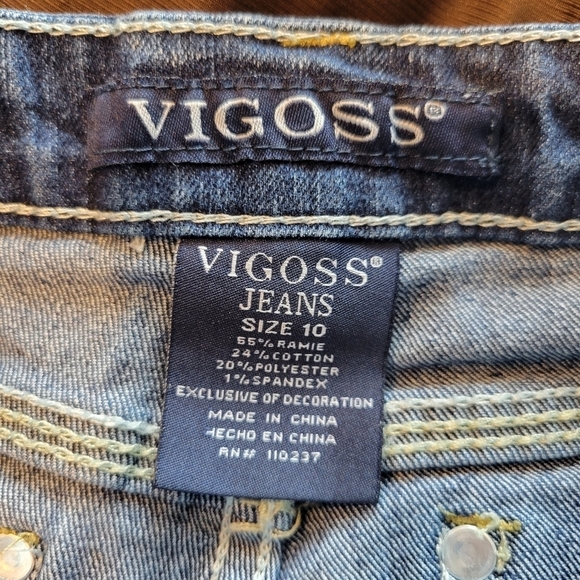 VIGOSS®
VIGOSS®
JEANS
SIZE 10
55% RAMIE
24% COTTON
20% POLYESTER
1% SPANDEX
EXCLUSIVE OF DECORATION
MADE IN CHINA
HECHO EN CHINA
RN# 110237